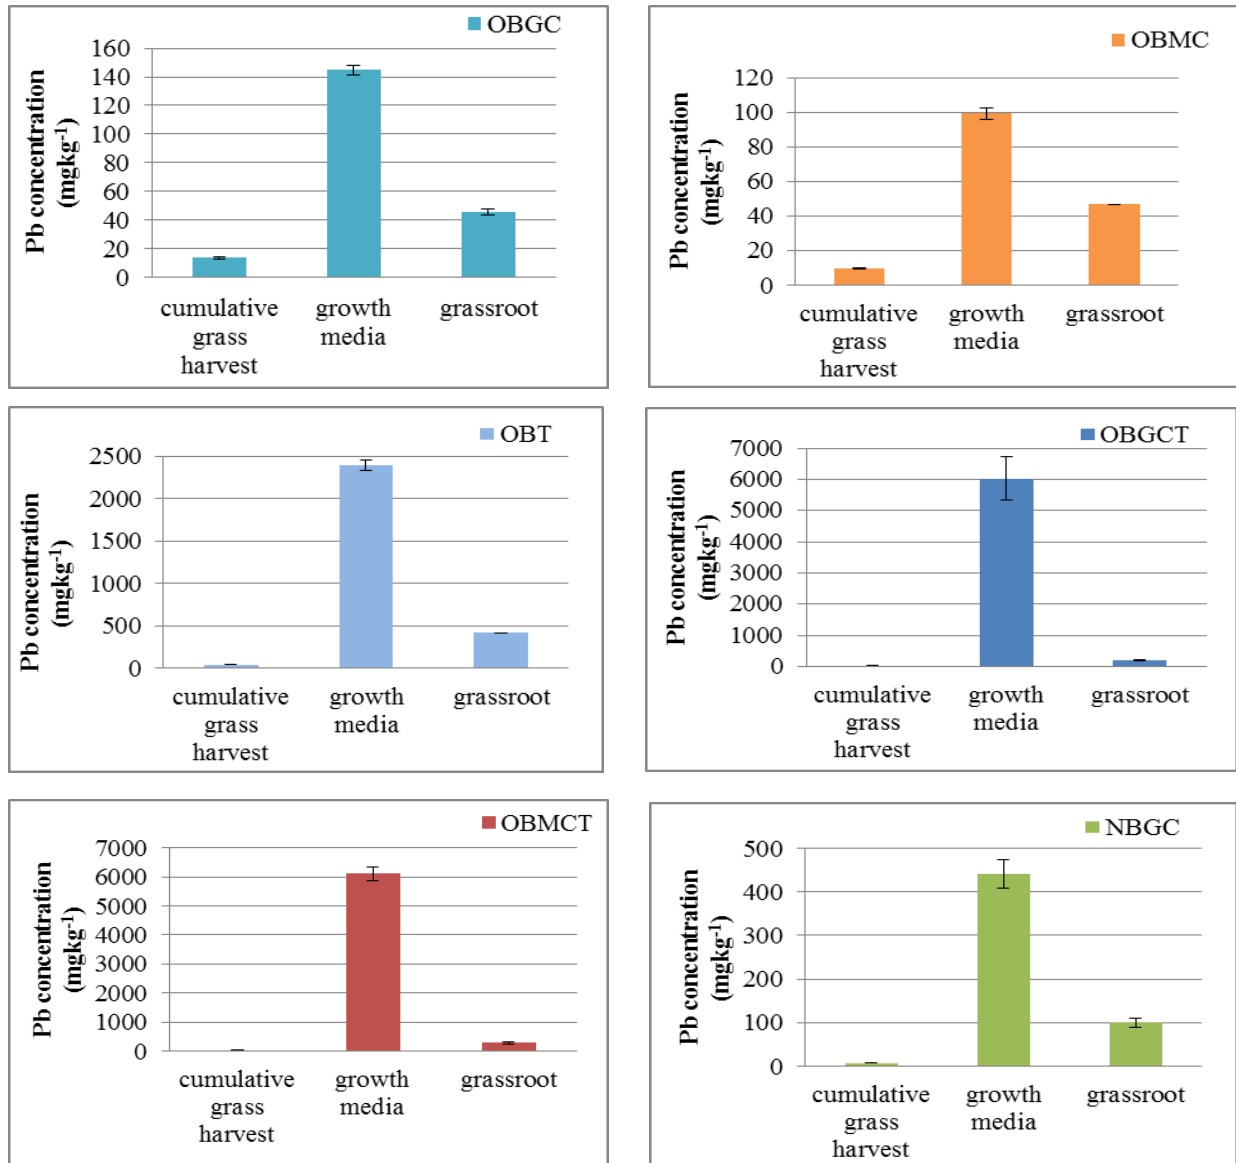 OBGC
160
140
120
100
80
60
40
20
0
Pb concentration
(mgkg-1)
cumulative
grass
harvest
growth
media
grassroot
OBMC
120
100
80
60
40
20
0
Pb concentration
(mgkg-1)
cumulative
grass
harvest
growth
media
grassroot
OBT
2500
2000
1500
1000
500
0
Pb concentration
(mgkg-1)
cumulative
grass
harvest
growth
media
grassroot
OBGCT
7000
6000
5000
4000
3000
2000
1000
0
Pb concentration
(mgkg-1)
cumulative
grass
harvest
growth
media
grassroot
OBMCT
7000
6000
5000
4000
3000
2000
1000
0
Pb concentration
(mgkg-1)
cumulative
grass
harvest
growth
media
grassroot
NBGC
500
400
300
200
100
0
Pb concentration
(mgkg-1)
cumulative
grass
harvest
growth
media
grassroot